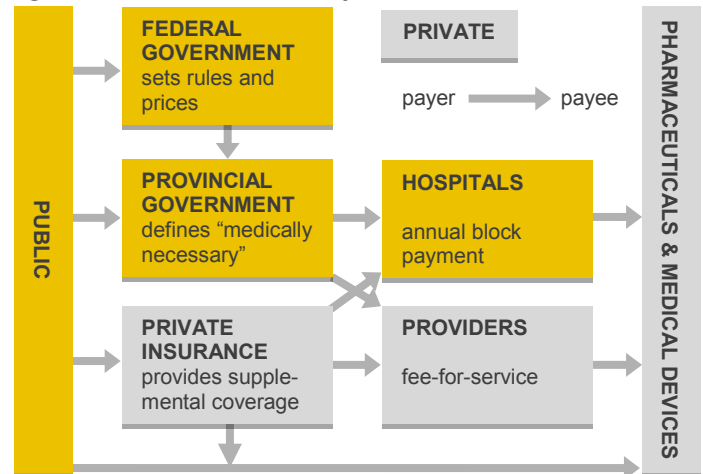 FEDERAL
GOVERNMENT
sets rules and
prices
PRIVATE
payer
payee
PROVINCIAL
GOVERNMENT
defines “medically
necessary”
HOSPITALS
annual block
payment
PUBLIC
PRIVATE
INSURANCE
provides supple-
mental coverage
PROVIDERS
fee-for-service
PHARMACEUTICALS & MEDICAL DEVICES